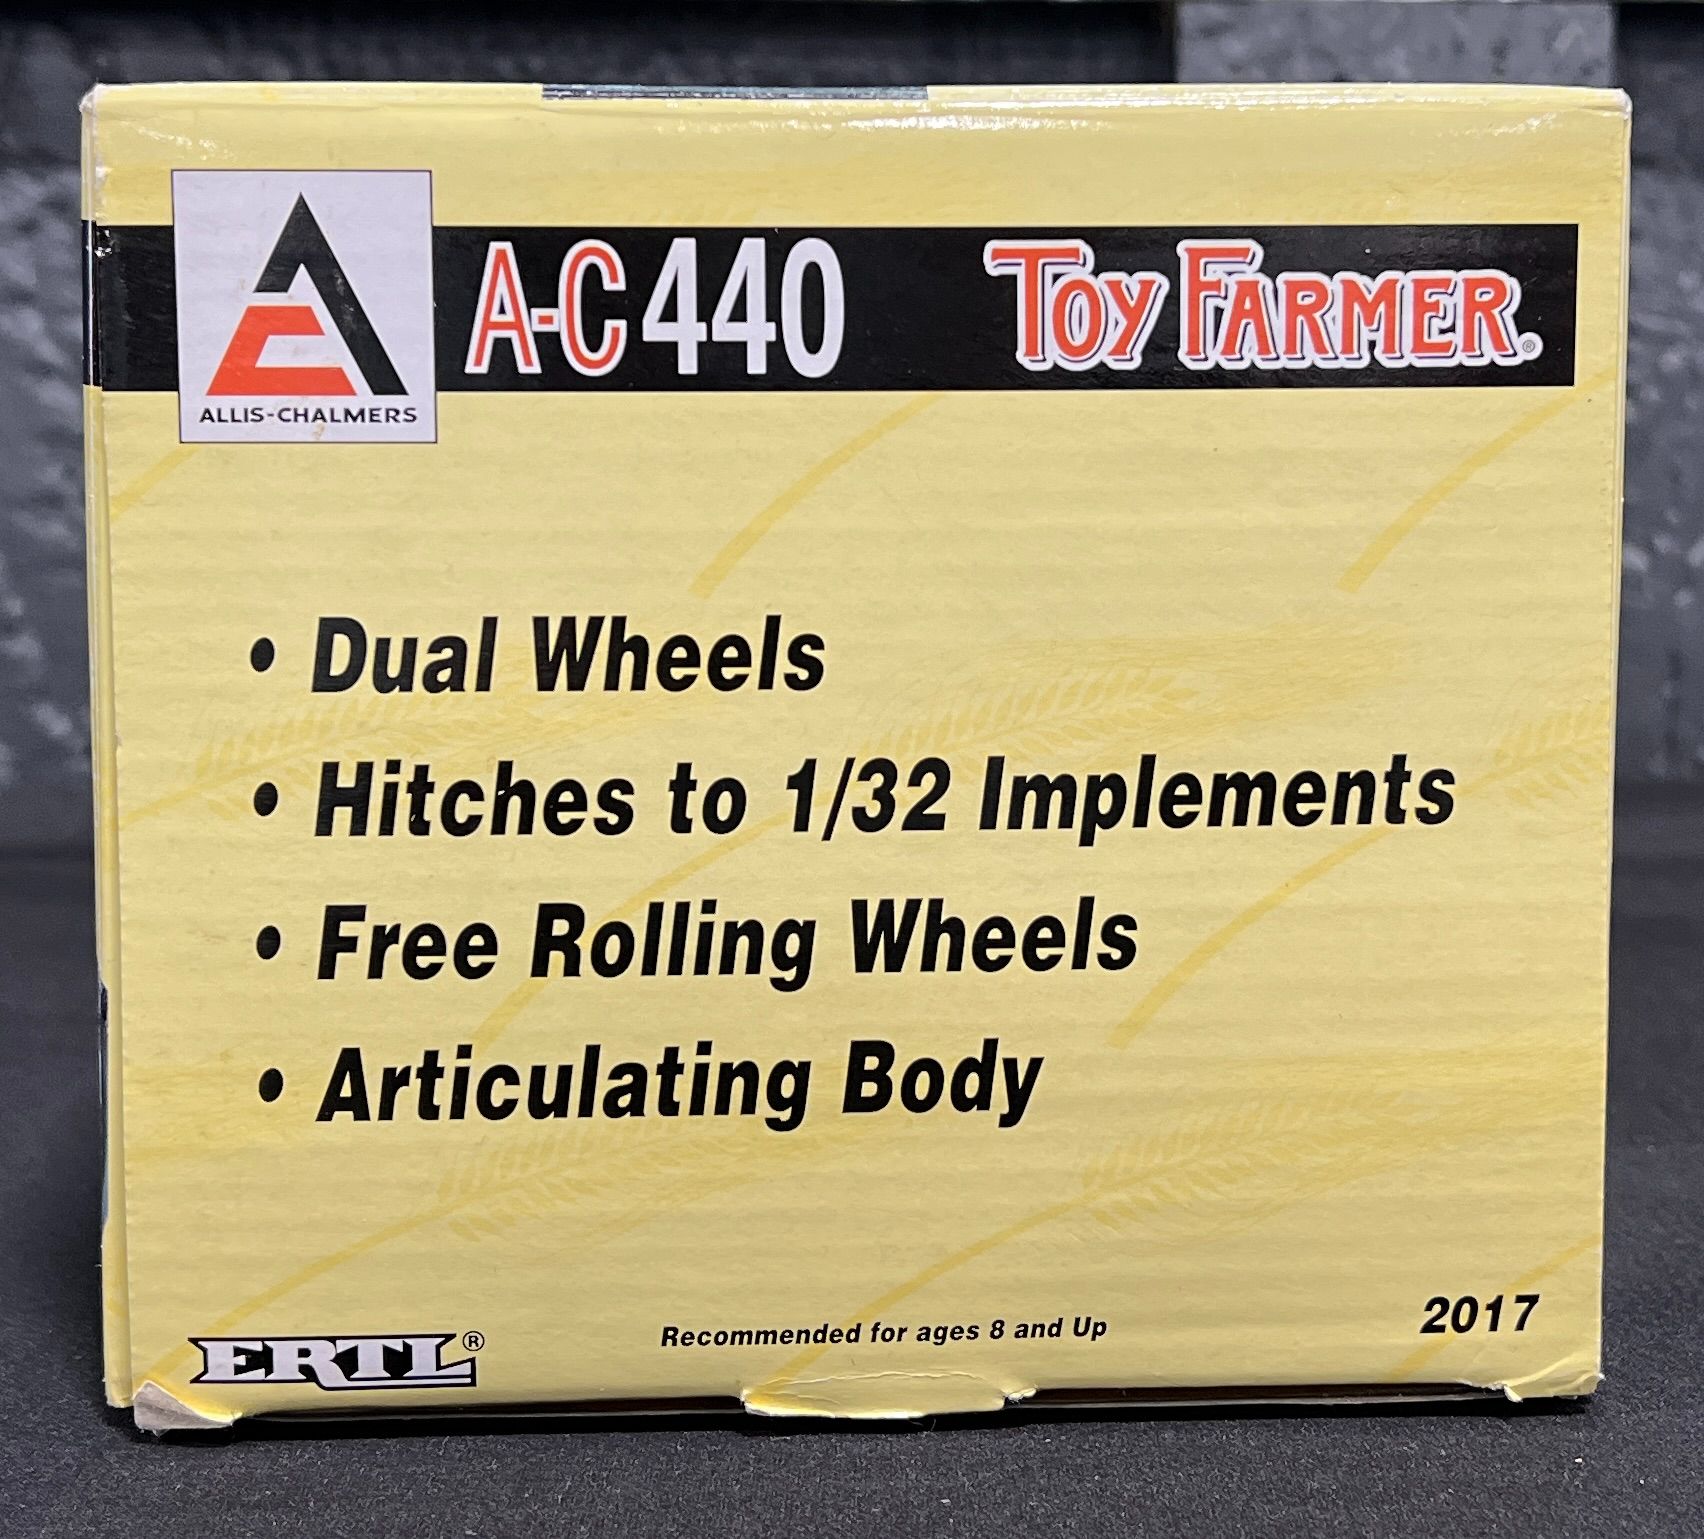 A-C 440 TOY FARMER®
ALLIS-CHALMERS
• Dual Wheels
• Hitches to 1/32 Implements
• Free Rolling Wheels
• Articulating Body
ERTL® Recommended for ages 8 and Up 2017